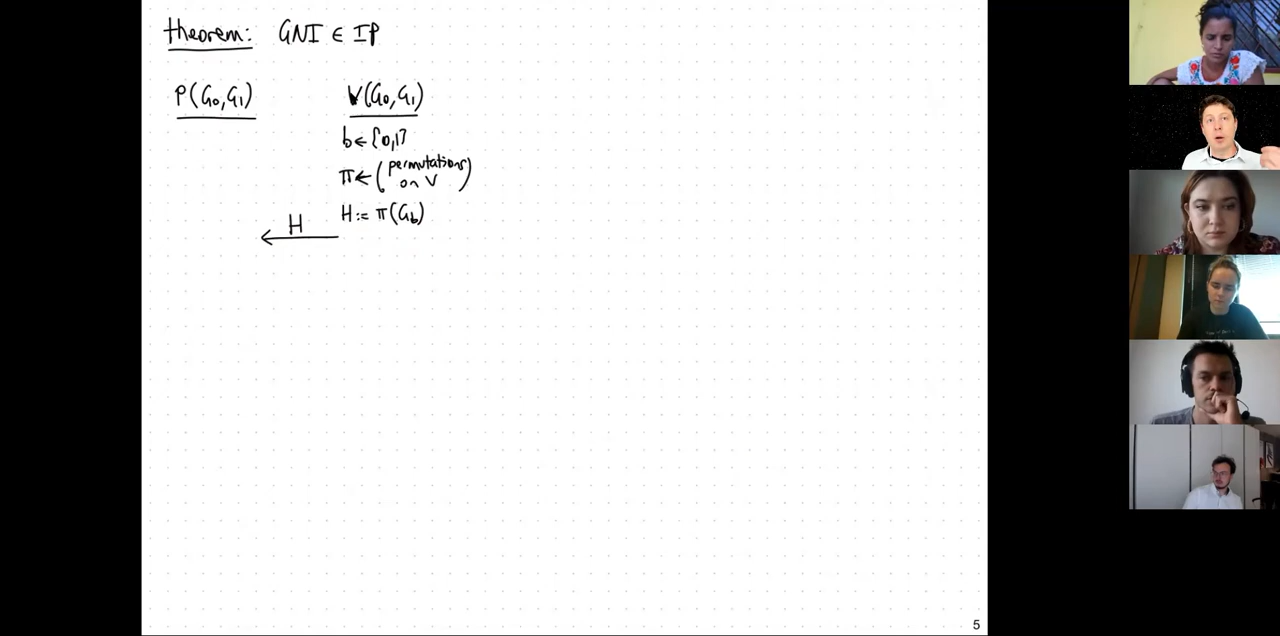 theorem: GNI ∈ IP
P(G₀,G₁) V(G₀,G₁)
b ← {0,1}
π ← (permutations
on V)
H := π(G_b)
H
5